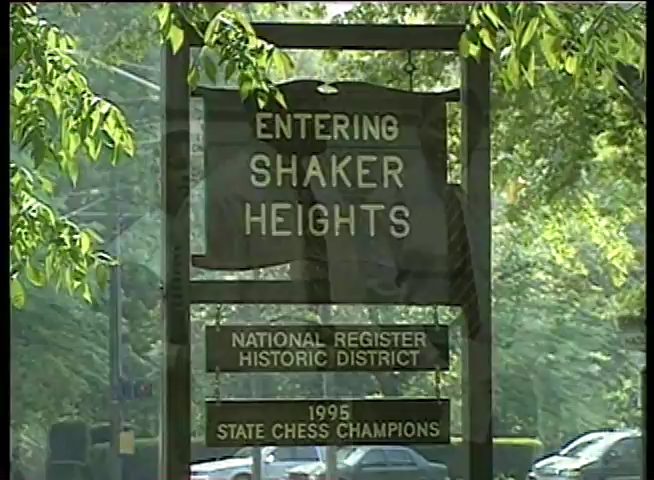 ENTERING
SHAKER
HEIGHTS
NATIONAL REGISTER
HISTORIC DISTRICT
1995
STATE CHESS CHAMPIONS